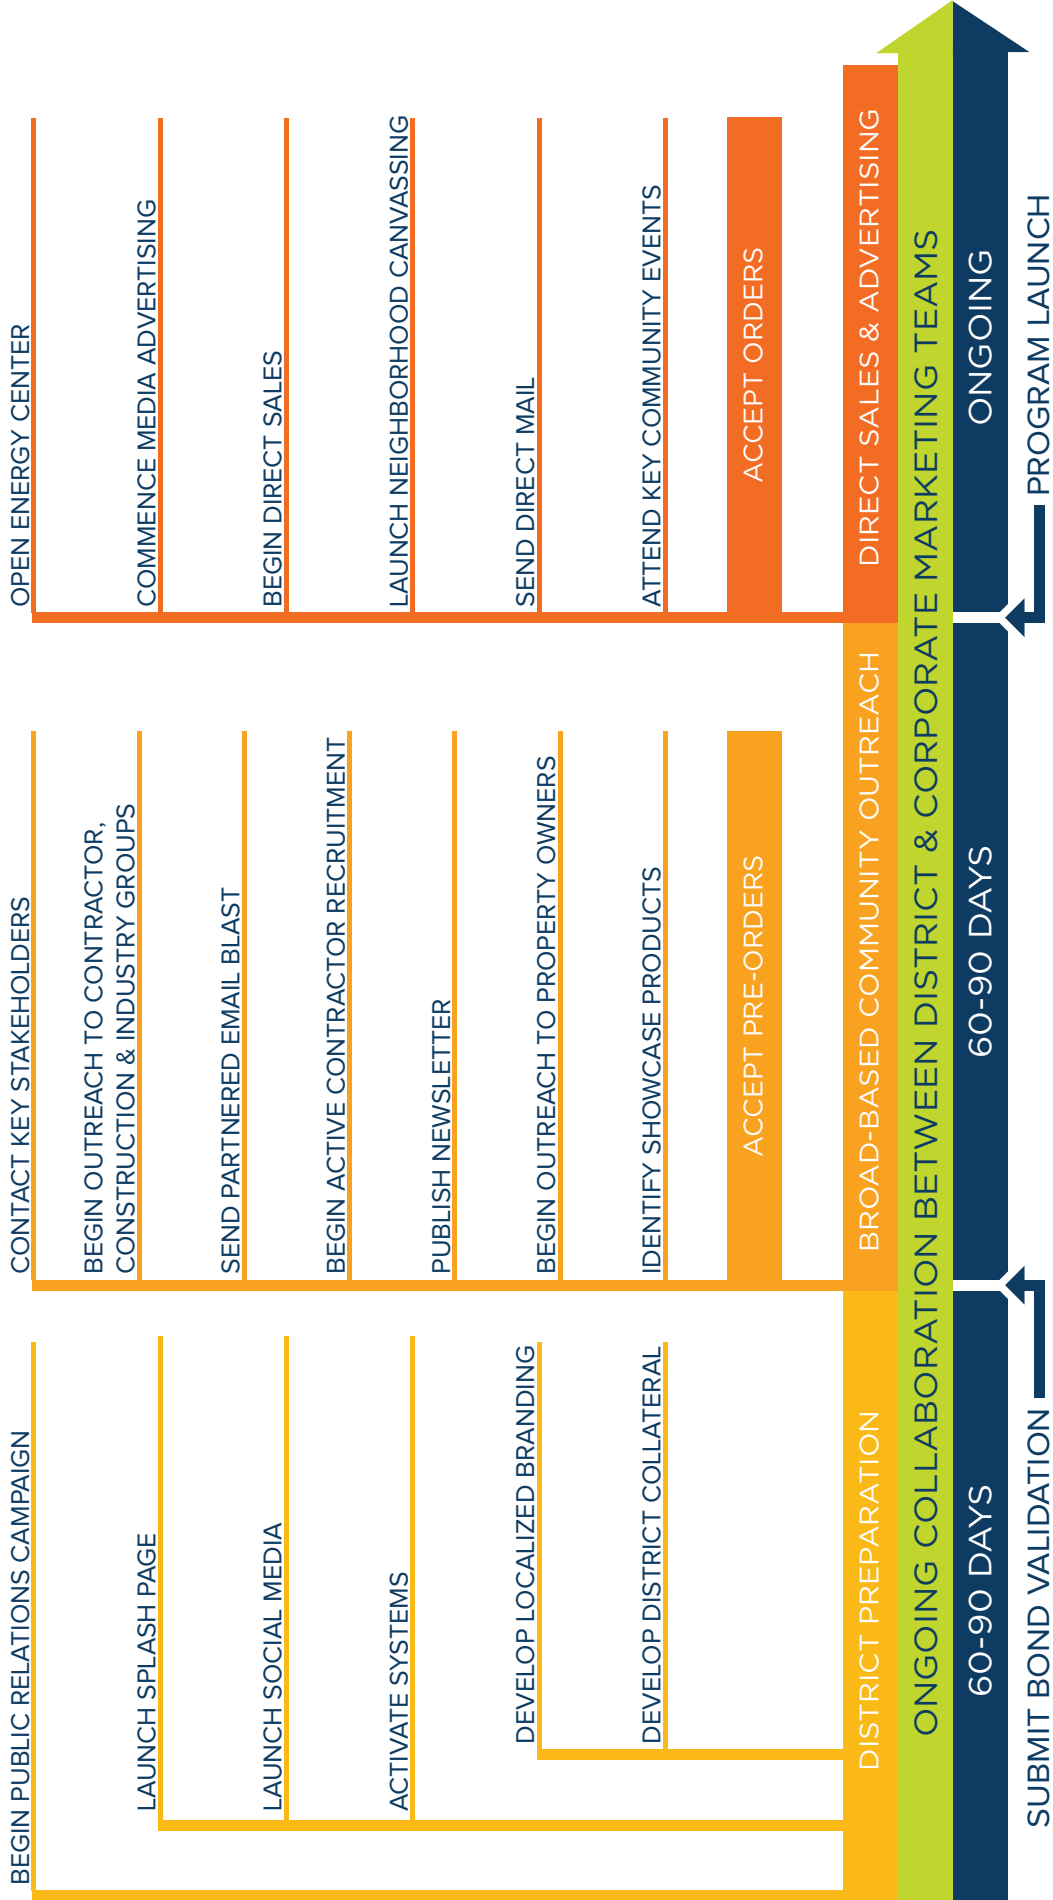 BEGIN PUBLIC RELATIONS CAMPAIGN
LAUNCH SPLASH PAGE
LAUNCH SOCIAL MEDIA
ACTIVATE SYSTEMS
DEVELOP LOCALIZED BRANDING
DEVELOP DISTRICT COLLATERAL
CONTACT KEY STAKEHOLDERS
BEGIN OUTREACH TO CONTRACTOR,
CONSTRUCTION & INDUSTRY GROUPS
SEND PARTNERED EMAIL BLAST
BEGIN ACTIVE CONTRACTOR RECRUITMENT
PUBLISH NEWSLETTER
BEGIN OUTREACH TO PROPERTY OWNERS
IDENTIFY SHOWCASE PRODUCTS
ACCEPT PRE-ORDERS
OPEN ENERGY CENTER
COMMENCE MEDIA ADVERTISING
BEGIN DIRECT SALES
LAUNCH NEIGHBORHOOD CANVASSING
SEND DIRECT MAIL
ATTEND KEY COMMUNITY EVENTS
ACCEPT ORDERS
DISTRICT PREPARATION
BROAD-BASED COMMUNITY OUTREACH
DIRECT SALES & ADVERTISING
ONGOING COLLABORATION BETWEEN DISTRICT & CORPORATE MARKETING TEAMS
60-90 DAYS
60-90 DAYS
ONGOING
SUBMIT BOND VALIDATION
PROGRAM LAUNCH